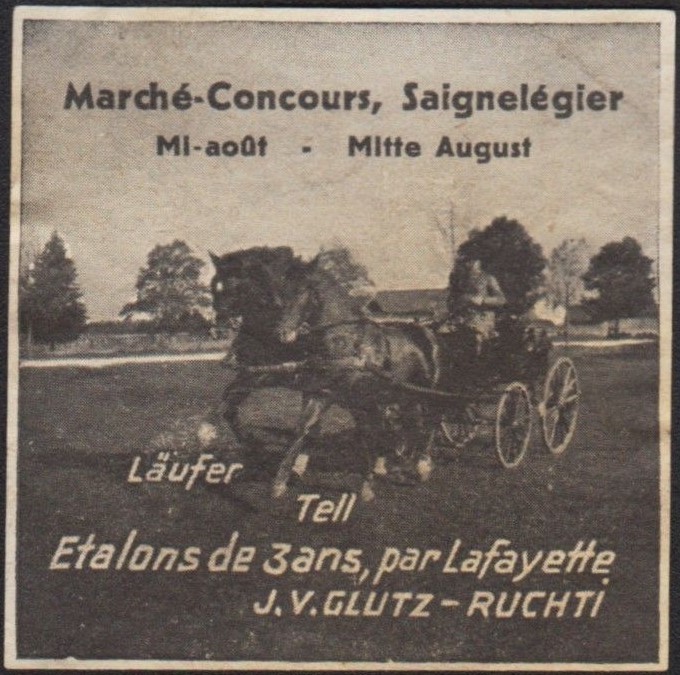 Marché-Concours, Saignelégier
Mi-août - Mitte August
Läufer
Tell
Etalons de 3ans, par Lafayette
J.V.GLUTZ-RUCHTI